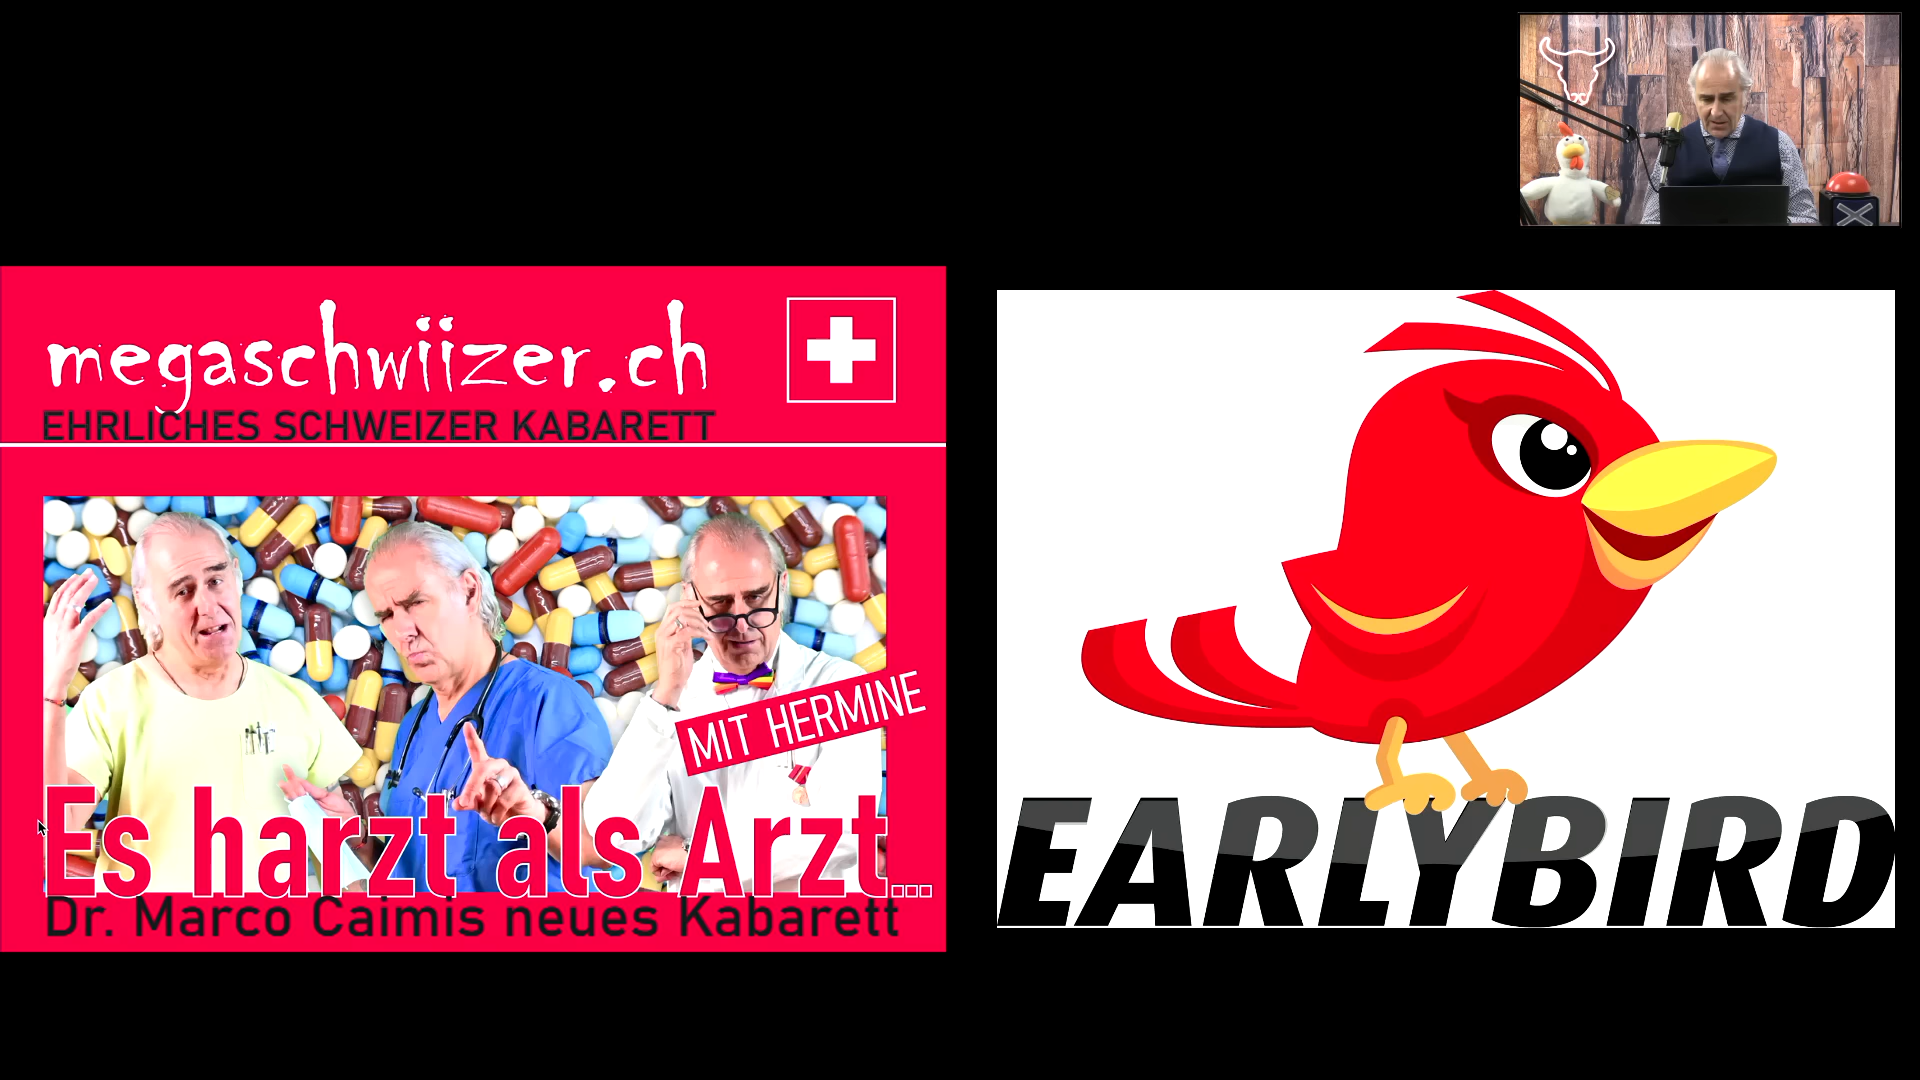 megaschwiizer.ch
EHRLICHES SCHWEIZER KABARETT
MIT HERMINE
Es harzt als Arzt...
Dr. Marco Caimis neues Kabarett
EARLYBIRD